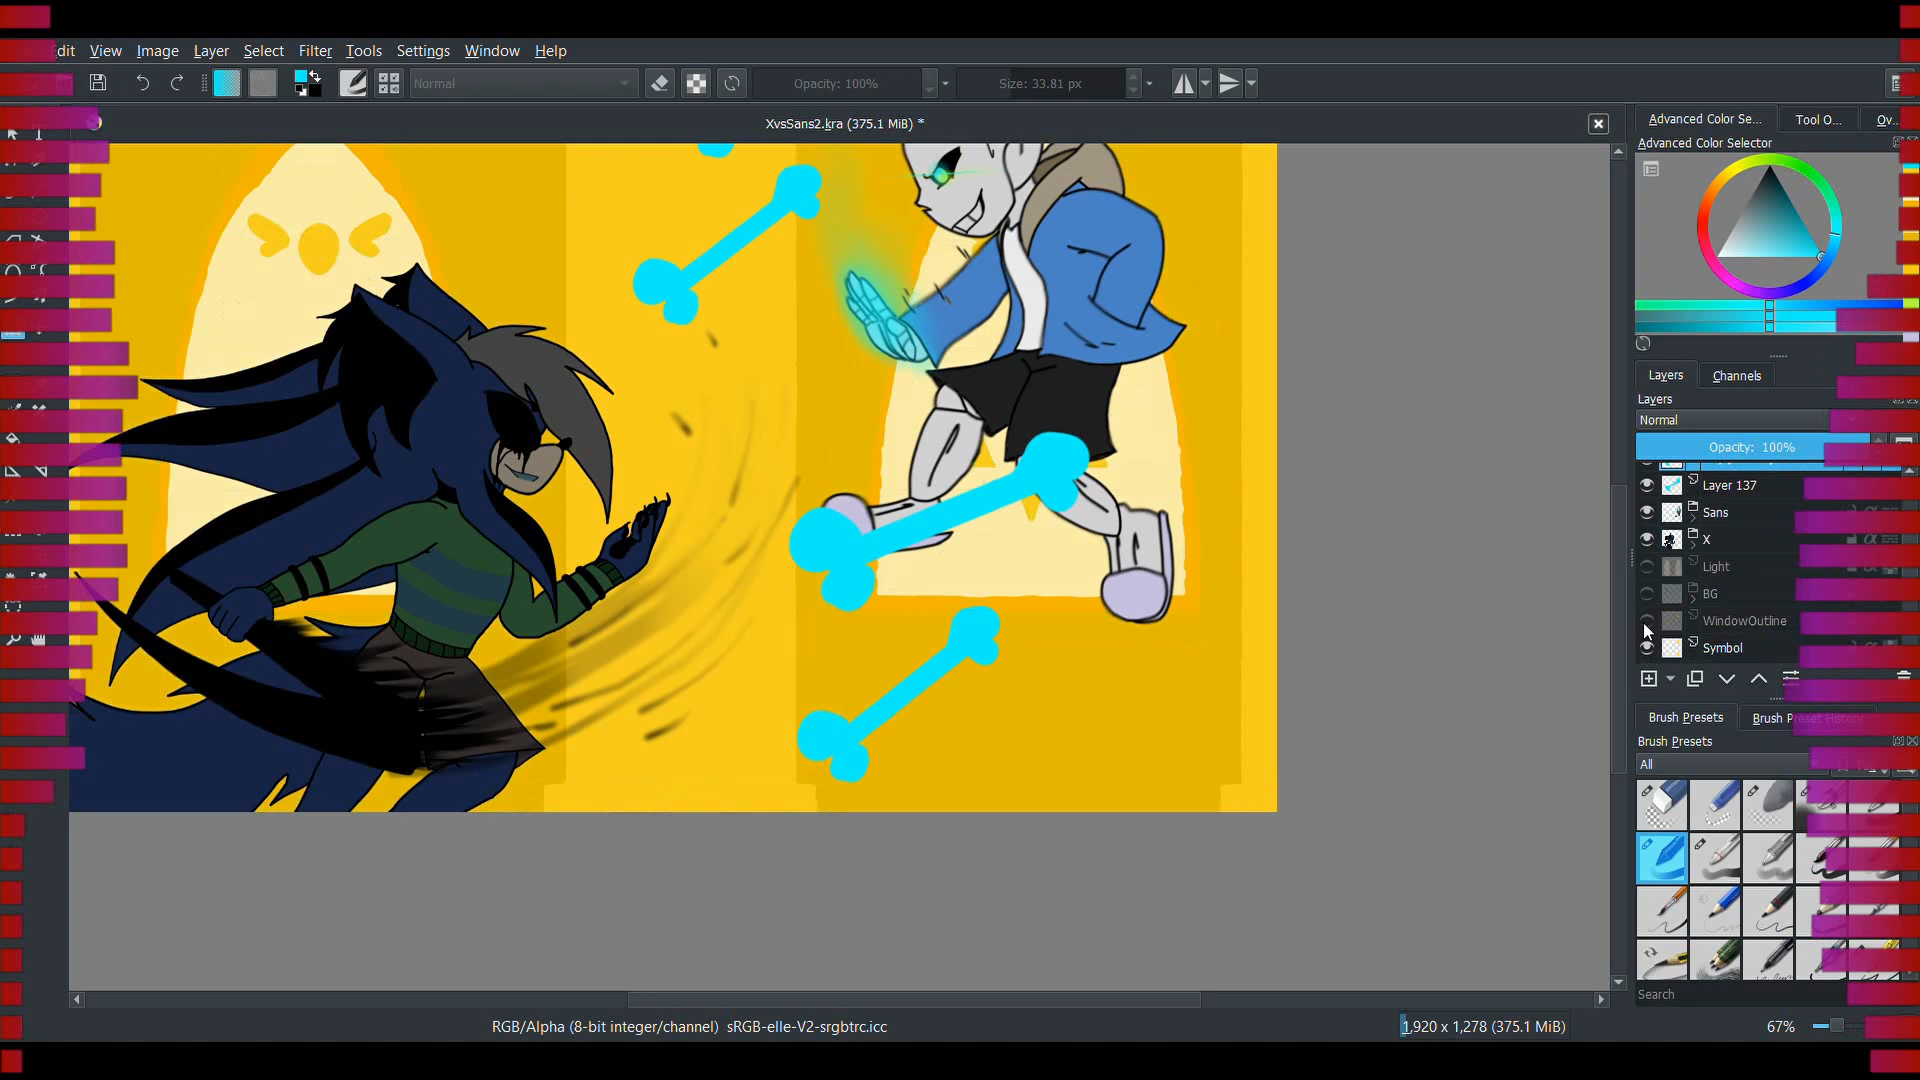 dit View Image Layer Select Filter Tools Settings Window Help
Normal Opacity: 100% Size: 33.81 px
XvsSans2.kra (375.1 MiB) *
Advanced Color Se... Tool O... Ov...
Advanced Color Selector
Layers Channels
Layers
Normal
Opacity: 100%
Layer 137
Sans
X
Light
BG
WindowOutline
Symbol
Brush Presets Brush Preset History
Brush Presets
All
Search
RGB/Alpha (8-bit integer/channel) sRGB-elle-V2-srgbtrc.icc 1,920 x 1,278 (375.1 MiB) 67%